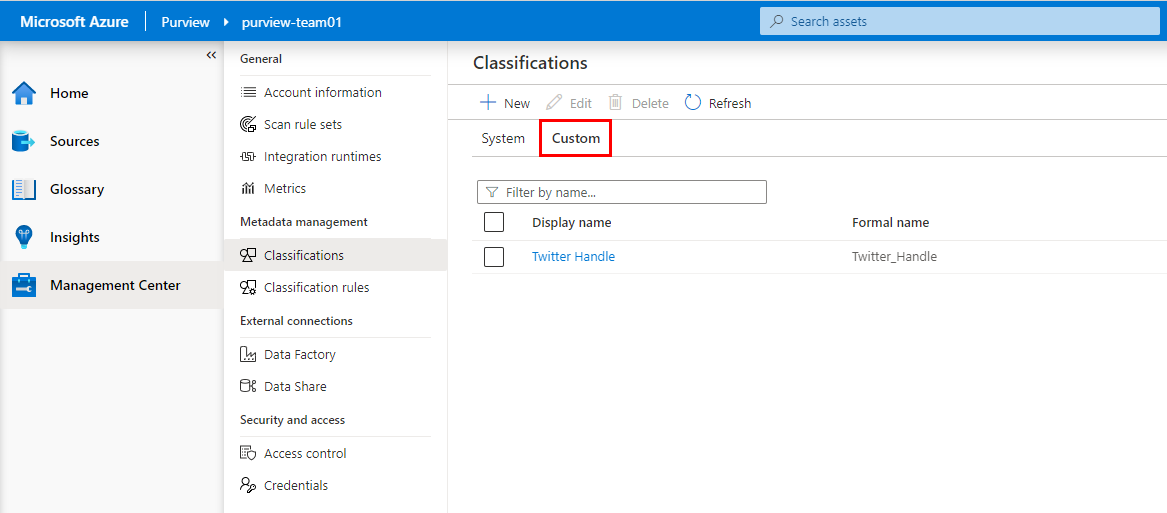 Microsoft Azure
Purview
purview-team01
Search assets
Home
Sources
Glossary
Insights
Management Center
General
Account information
Scan rule sets
Integration runtimes
Metrics
Metadata management
Classifications
Classification rules
External connections
Data Factory
Data Share
Security and access
Access control
Credentials
Classifications
New Edit Delete Refresh
System Custom
Filter by name...
Display name Formal name
Twitter Handle Twitter_Handle